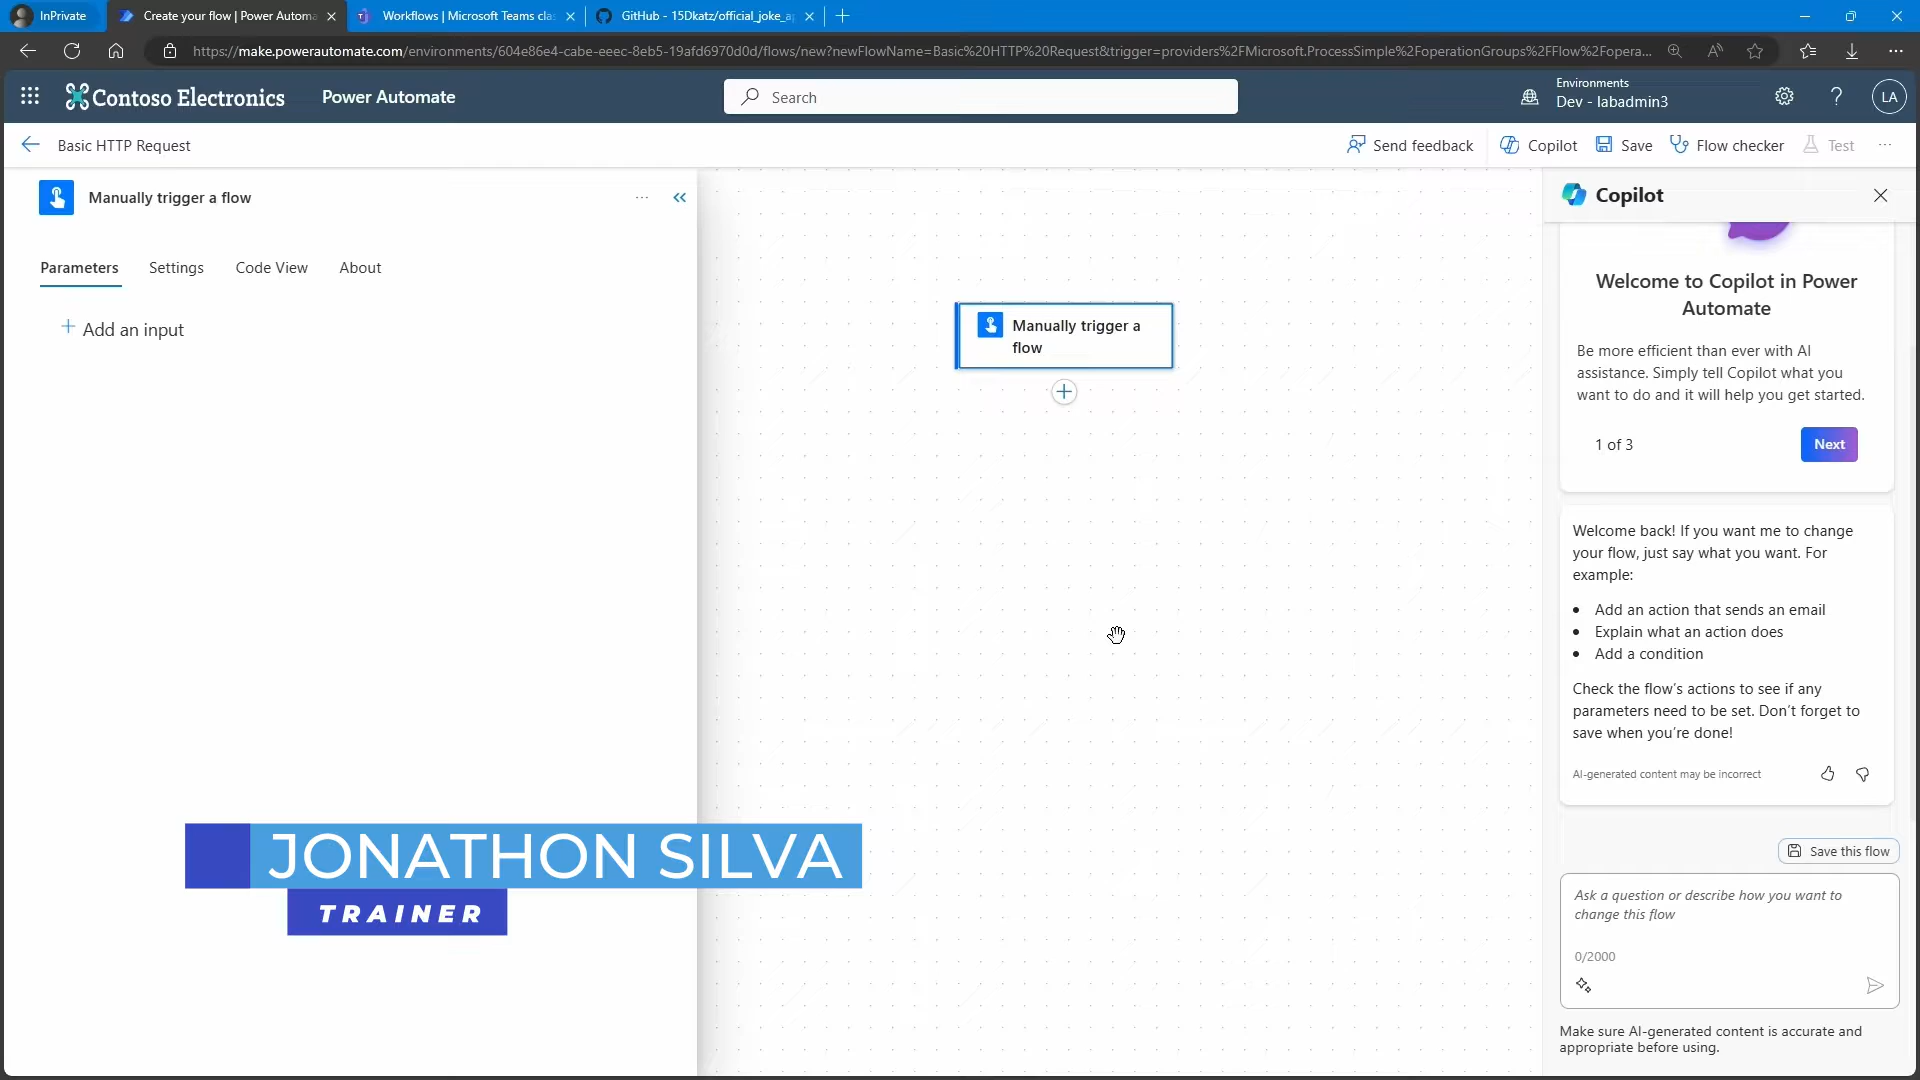 InPrivate
Create your flow | Power Automa
Workflows | Microsoft Teams cla
GitHub - 15Dkatz/official_joke_a
https://make.powerautomate.com/environments/604e86e4-cabe-eeec-8eb5-19afd6970d0d/flows/new?newFlowName=Basic%20HTTP%20Request&trigger=providers%2FMicrosoft.ProcessSimple%2FoperationGroups%2FFlow%2Fopera...
Contoso Electronics
Power Automate
Search
Environments
Dev - labadmin3
LA
Basic HTTP Request
Send feedback
Copilot
Save
Flow checker
Test
Manually trigger a flow
Parameters
Settings
Code View
About
Add an input
Manually trigger a
flow
Copilot
Welcome to Copilot in Power
Automate
Be more efficient than ever with AI
assistance. Simply tell Copilot what you
want to do and it will help you get started.
1 of 3
Next
Welcome back! If you want me to change
your flow, just say what you want. For
example:
• Add an action that sends an email
• Explain what an action does
• Add a condition
Check the flow's actions to see if any
parameters need to be set. Don't forget to
save when you're done!
AI-generated content may be incorrect
Save this flow
Ask a question or describe how you want to
change this flow
0/2000
Make sure AI-generated content is accurate and
appropriate before using.
JONATHON SILVA
TRAINER